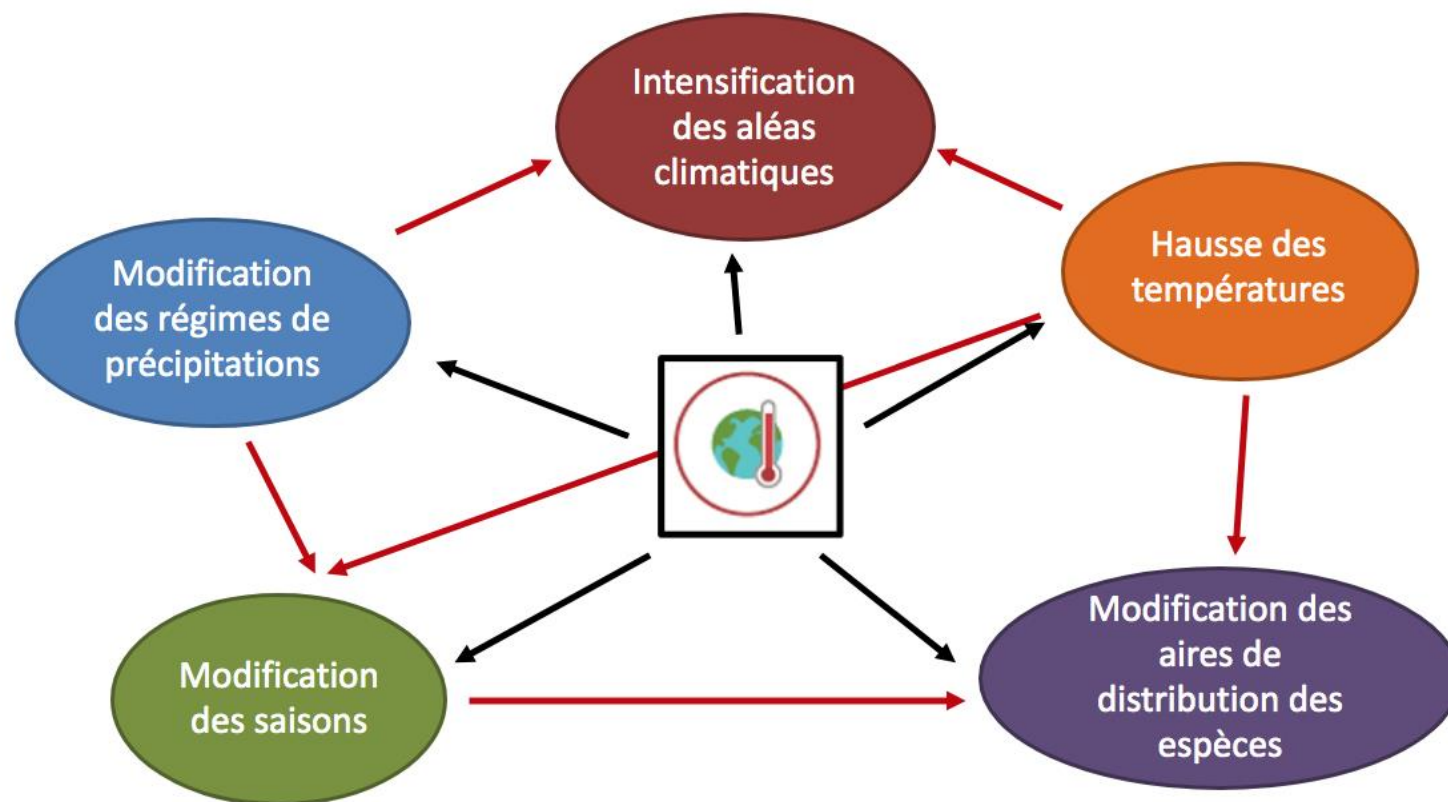 Intensification
des aléas
climatiques
Hausse des
températures
Modification
des régimes de
précipitations
Modification
des saisons
Modification des
aires de
distribution des
espèces